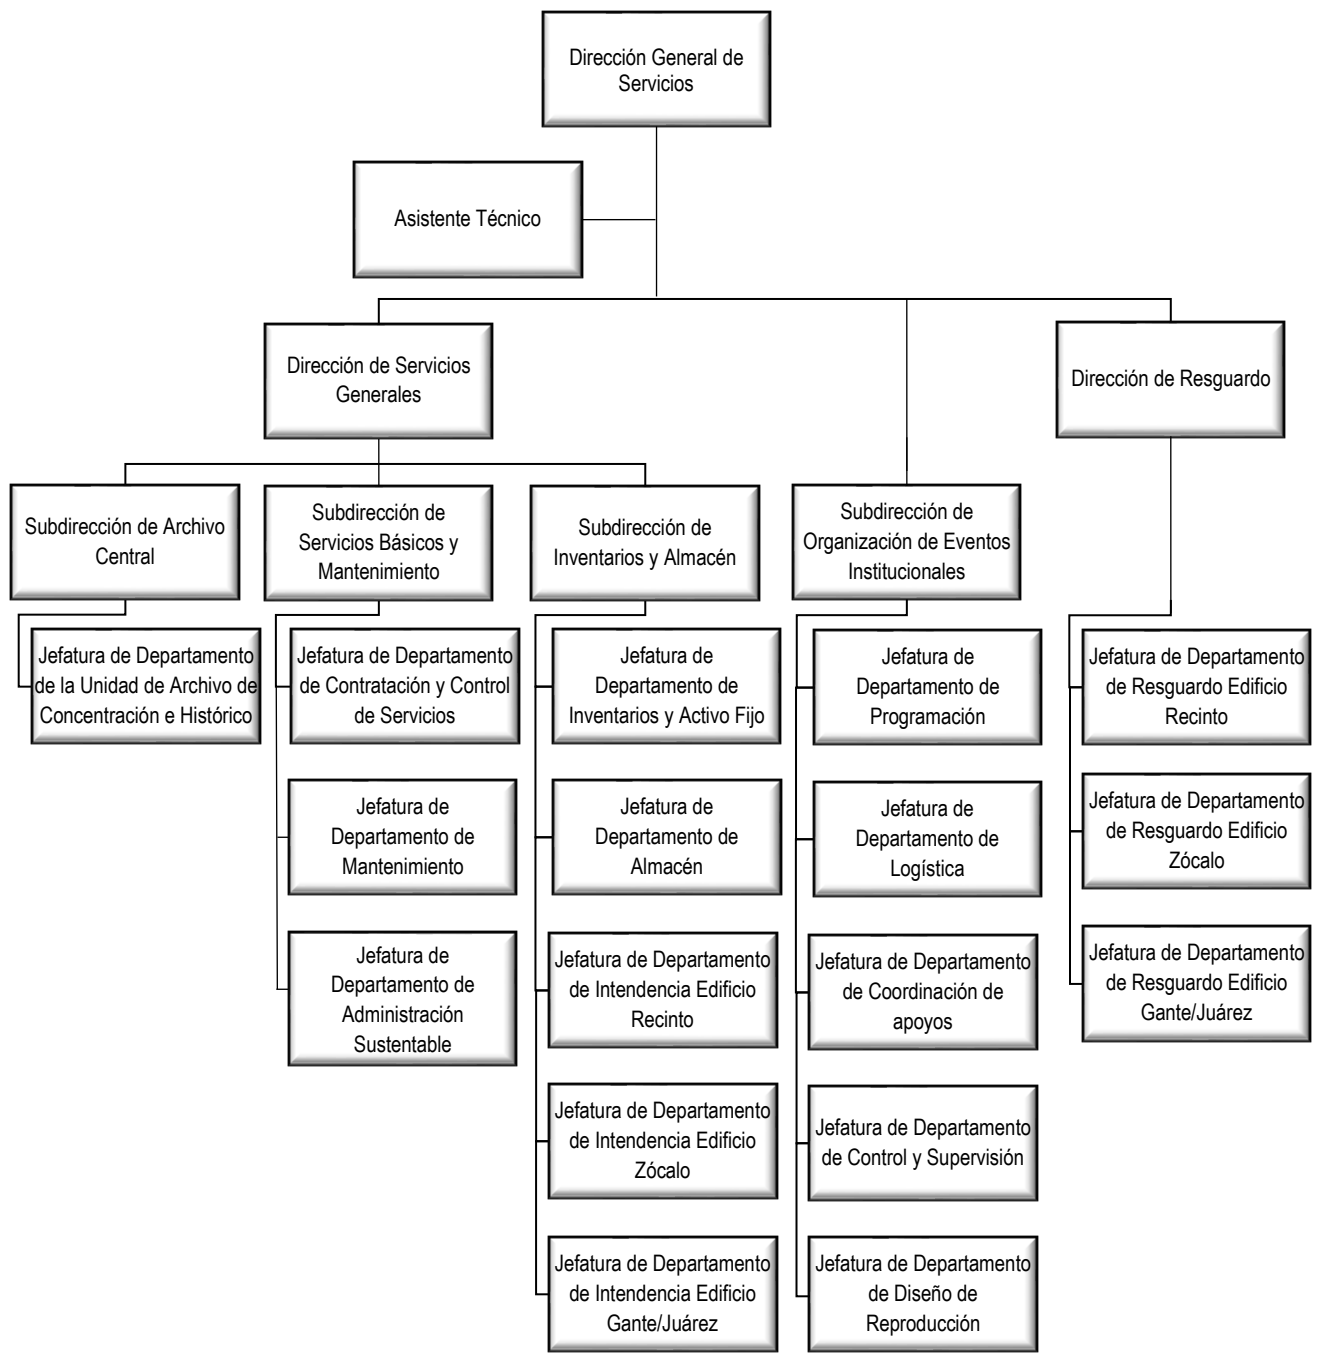 Dirección General de
Servicios
Asistente Técnico
Dirección de Servicios
Generales
Dirección de Resguardo
Subdirección de Archivo
Central
Subdirección de
Servicios Básicos y
Mantenimiento
Subdirección de
Inventarios y Almacén
Subdirección de
Organización de Eventos
Institucionales
Jefatura de Departamento
de la Unidad de Archivo de
Concentración e Histórico
Jefatura de Departamento
de Contratación y Control
de Servicios
Jefatura de
Departamento de
Inventarios y Activo Fijo
Jefatura de
Departamento de
Programación
Jefatura de Departamento
de Resguardo Edificio
Recinto
Jefatura de
Departamento de
Mantenimiento
Jefatura de
Departamento de
Almacén
Jefatura de
Departamento de
Logística
Jefatura de Departamento
de Resguardo Edificio
Zócalo
Jefatura de
Departamento de
Administración
Sustentable
Jefatura de Departamento
de Intendencia Edificio
Recinto
Jefatura de Departamento
de Coordinación de
apoyos
Jefatura de Departamento
de Resguardo Edificio
Gante/Juárez
Jefatura de Departamento
de Intendencia Edificio
Zócalo
Jefatura de Departamento
de Control y Supervisión
Jefatura de Departamento
de Intendencia Edificio
Gante/Juárez
Jefatura de Departamento
de Diseño de
Reproducción